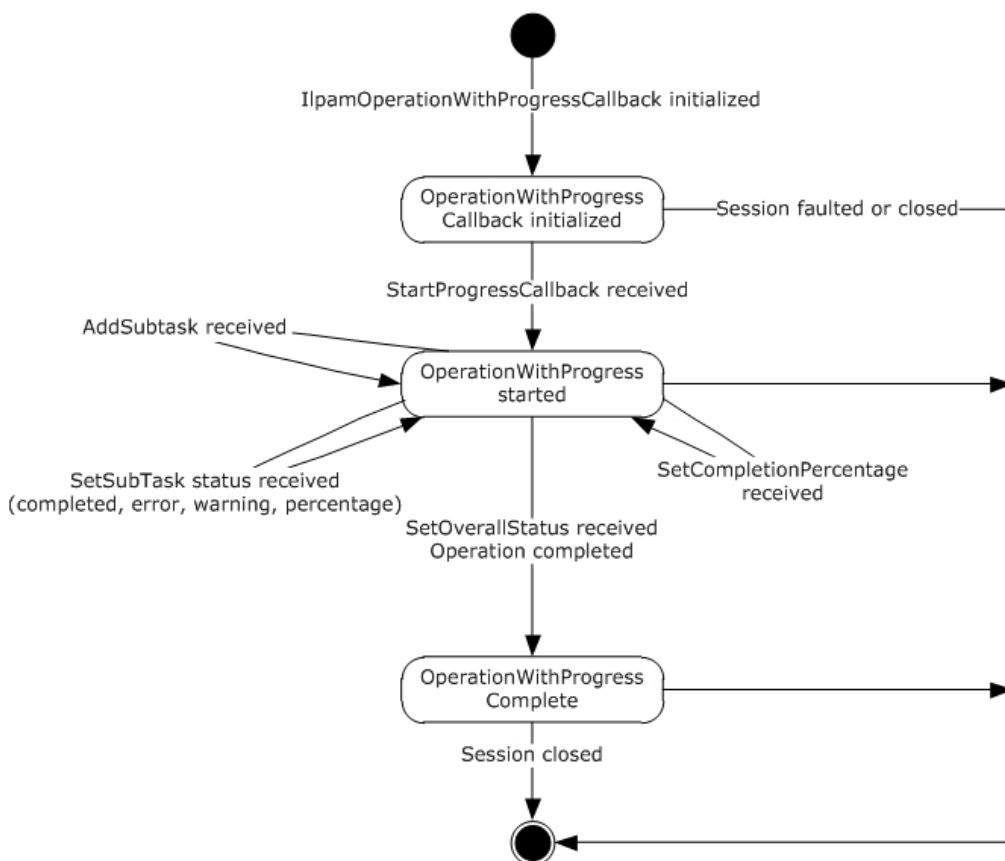 IIpamOperationWithProgressCallback initialized
OperationWithProgress
Callback initialized
Session faulted or closed
StartProgressCallback received
AddSubtask received
OperationWithProgress
started
SetSubTask status received
(completed, error, warning, percentage)
SetCompletionPercentage
received
SetOverallStatus received
Operation completed
OperationWithProgress
Complete
Session closed